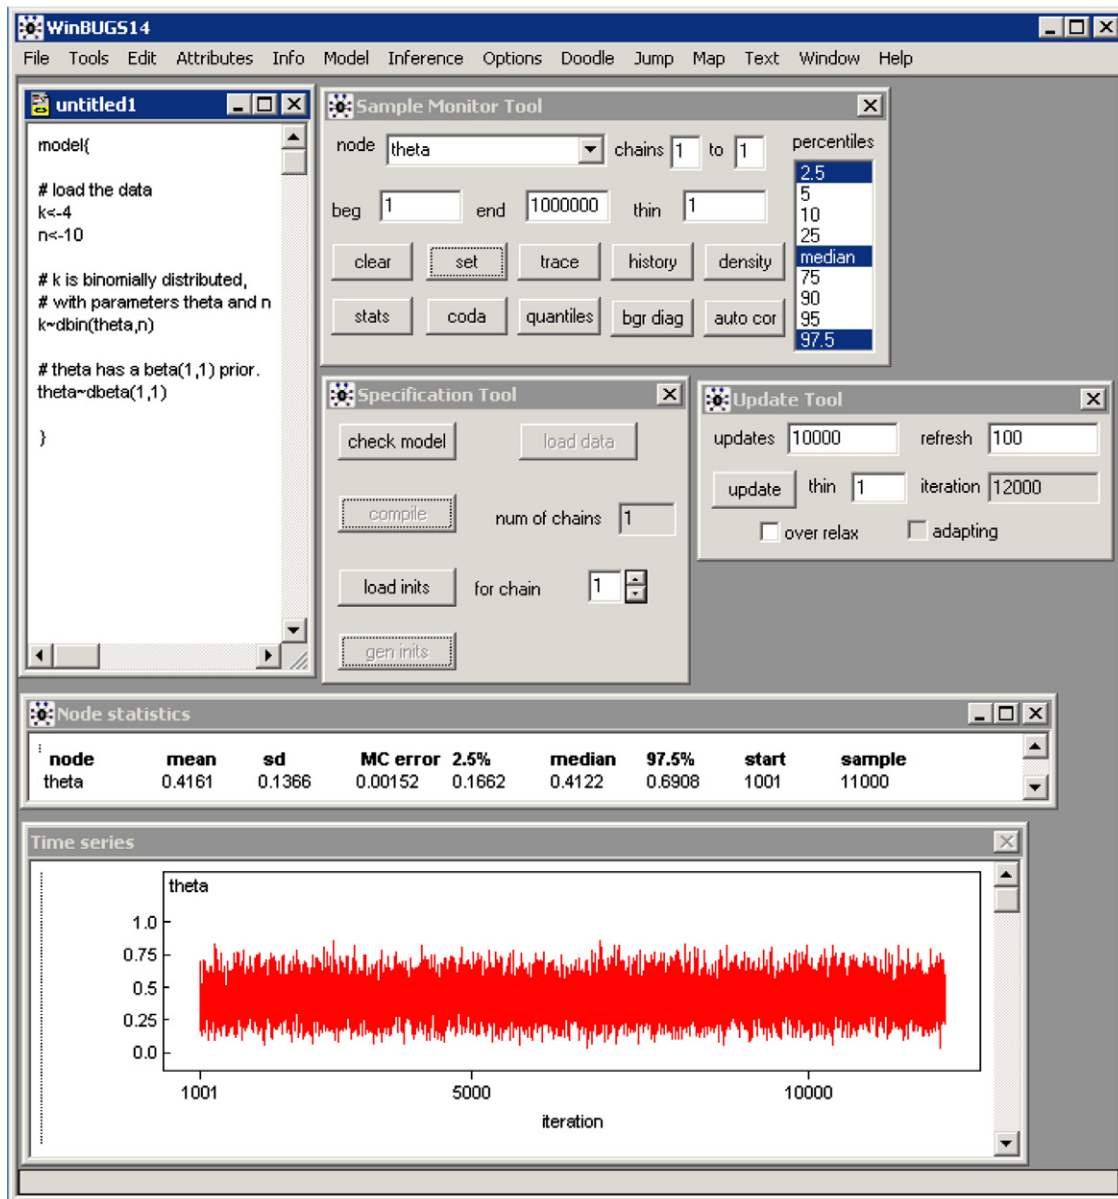 WinBUGS14
File Tools Edit Attributes Info Model Inference Options Doodle Jump Map Text Window Help
untitled1
model{
# load the data
k<-4
n<-10
# k is binomially distributed,
# with parameters theta and n
k~dbin(theta,n)
# theta has a beta(1,1) prior.
theta~dbeta(1,1)
}
Sample Monitor Tool
node theta chains 1 to 1 percentiles
beg 1 end 1000000 thin 1
clear set trace history density
stats coda quantiles bgr diag auto cor
2.5
5
10
25
median
75
90
95
97.5
Specification Tool
check model load data
compile num of chains 1
load inits for chain 1
gen inits
Update Tool
updates 10000 refresh 100
update thin 1 iteration 12000
over relax adapting
Node statistics
node mean sd MC error 2.5% median 97.5% start sample
theta 0.4161 0.1366 0.00152 0.1662 0.4122 0.6908 1001 11000
Time series
theta
1.0
0.75
0.5
0.25
0.0
1001 5000 10000
iteration